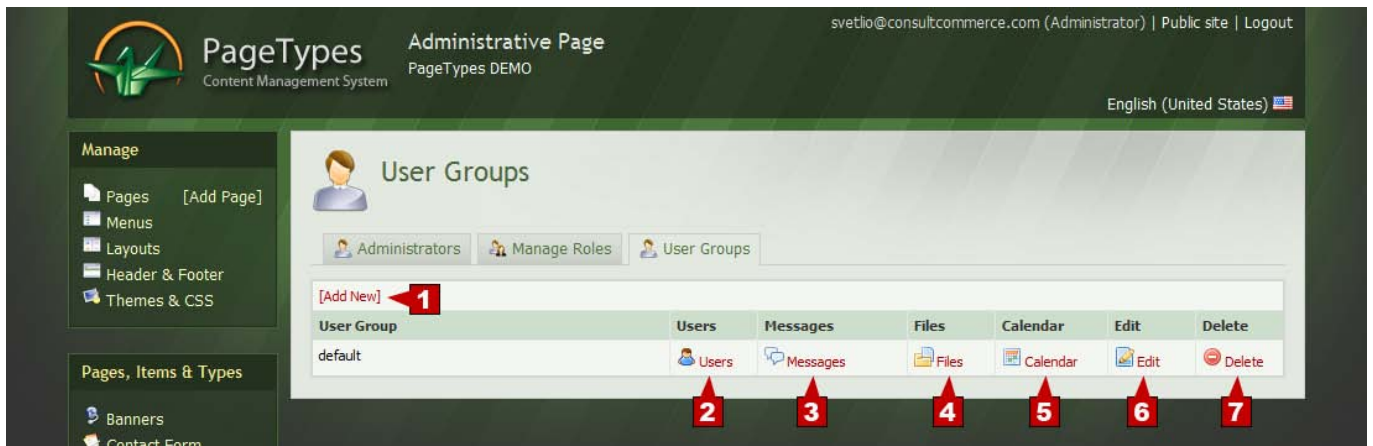 svetlio@consultcommerce.com (Administrator) | Public site | Logout
PageTypes
Content Management System
Administrative Page
PageTypes DEMO
English (United States)
Manage
Pages [Add Page]
Menus
Layouts
Header & Footer
Themes & CSS
Pages, Items & Types
Banners
Contact Form
User Groups
Administrators Manage Roles User Groups
[Add New] 1
User Group Users Messages Files Calendar Edit Delete
default Users Messages Files Calendar Edit Delete
2 3 4 5 6 7